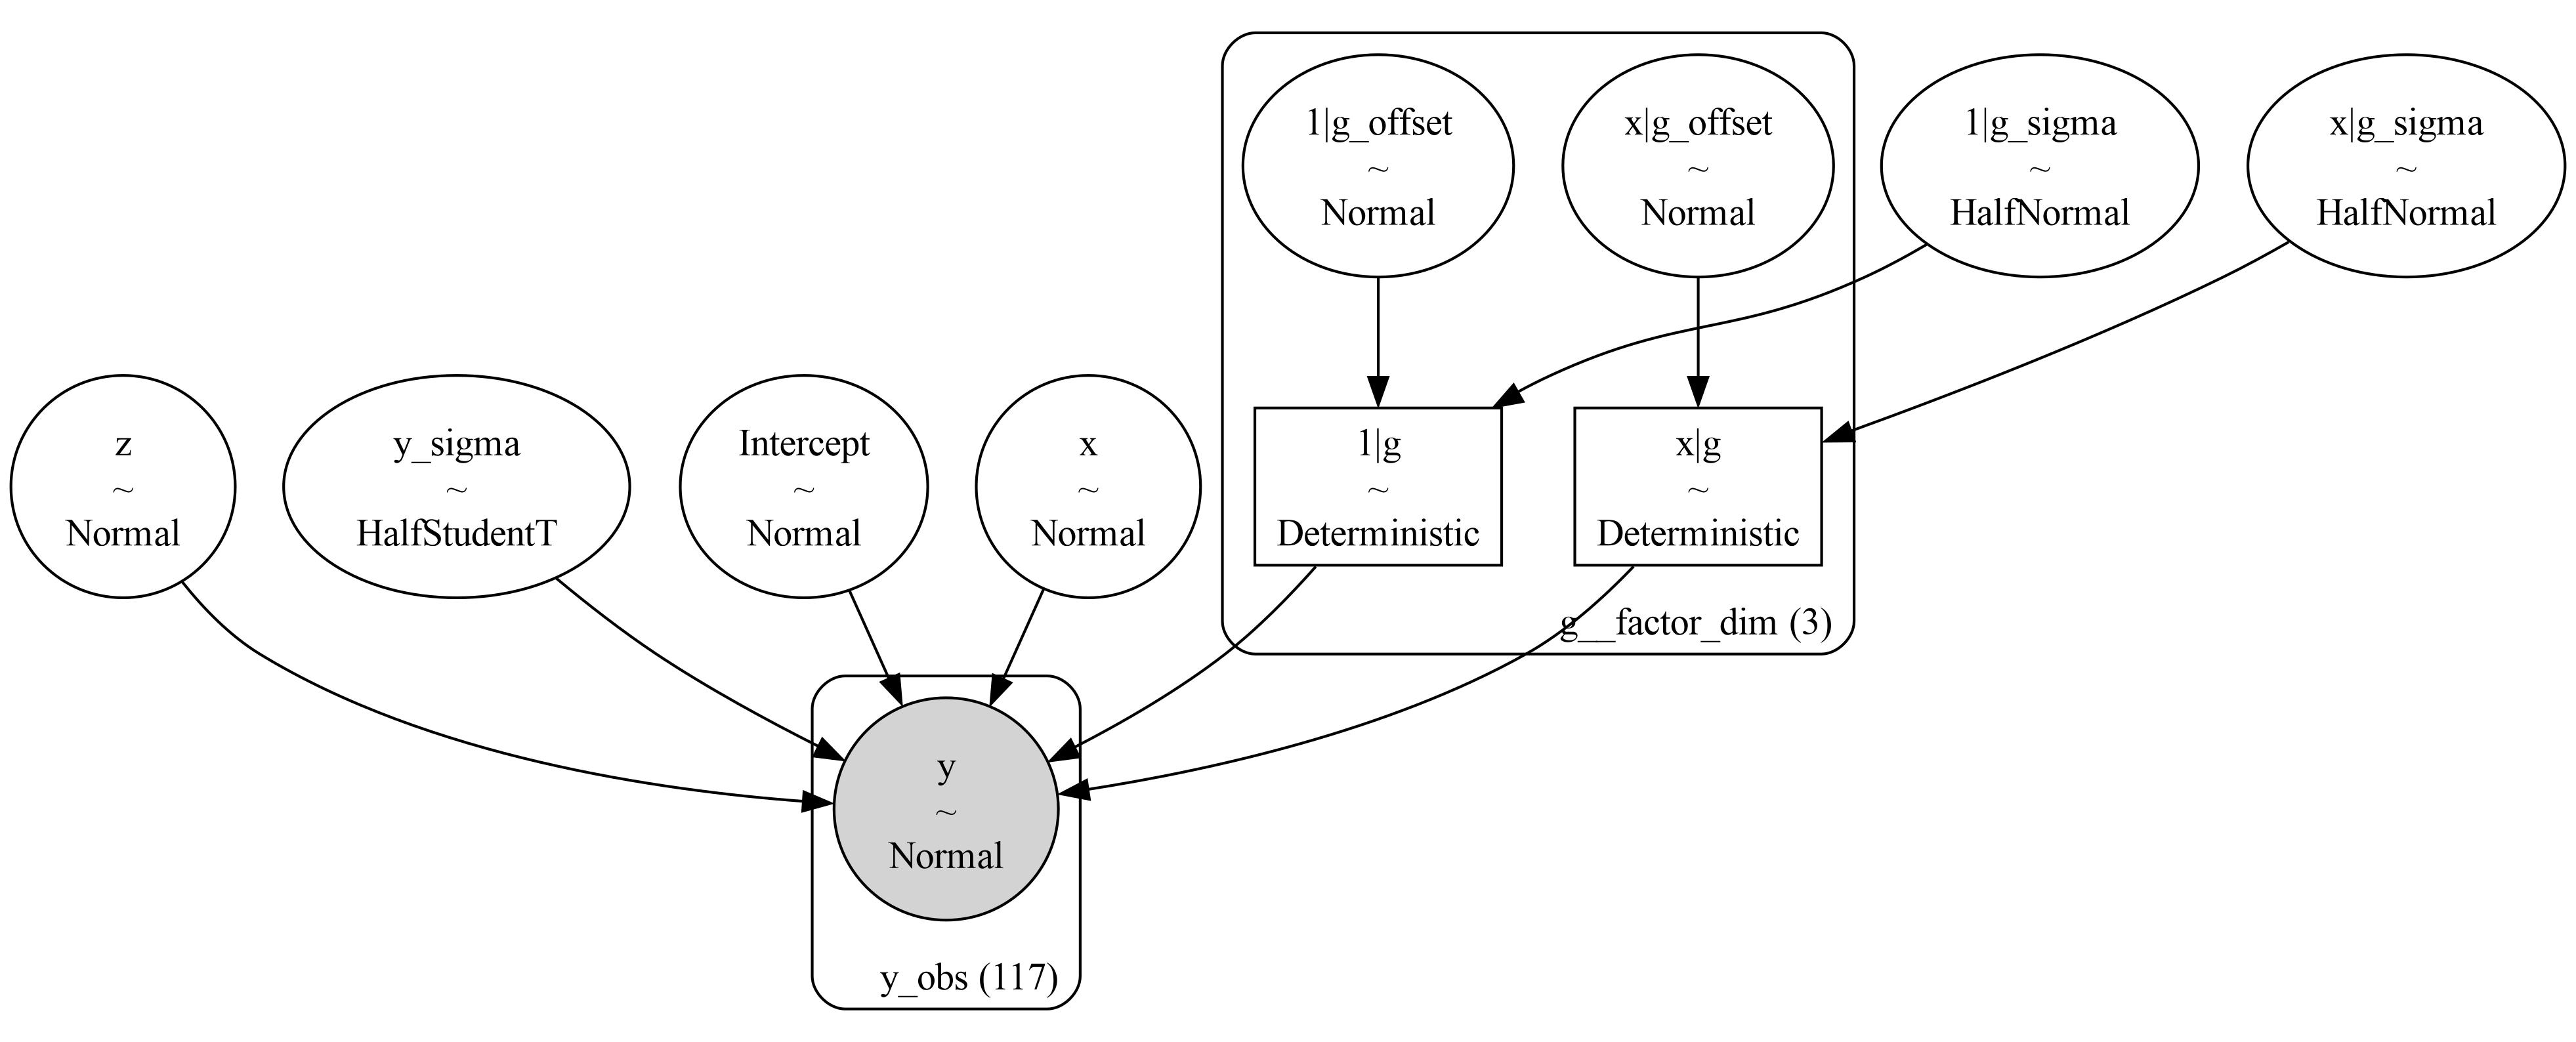 1|g_offset
~
Normal
x|g_offset
~
Normal
1|g_sigma
~
HalfNormal
x|g_sigma
~
HalfNormal
z
~
Normal
y_sigma
~
HalfStudentT
Intercept
~
Normal
x
~
Normal
1|g
~
Deterministic
x|g
~
Deterministic
g__factor_dim (3)
y
~
Normal
y_obs (117)